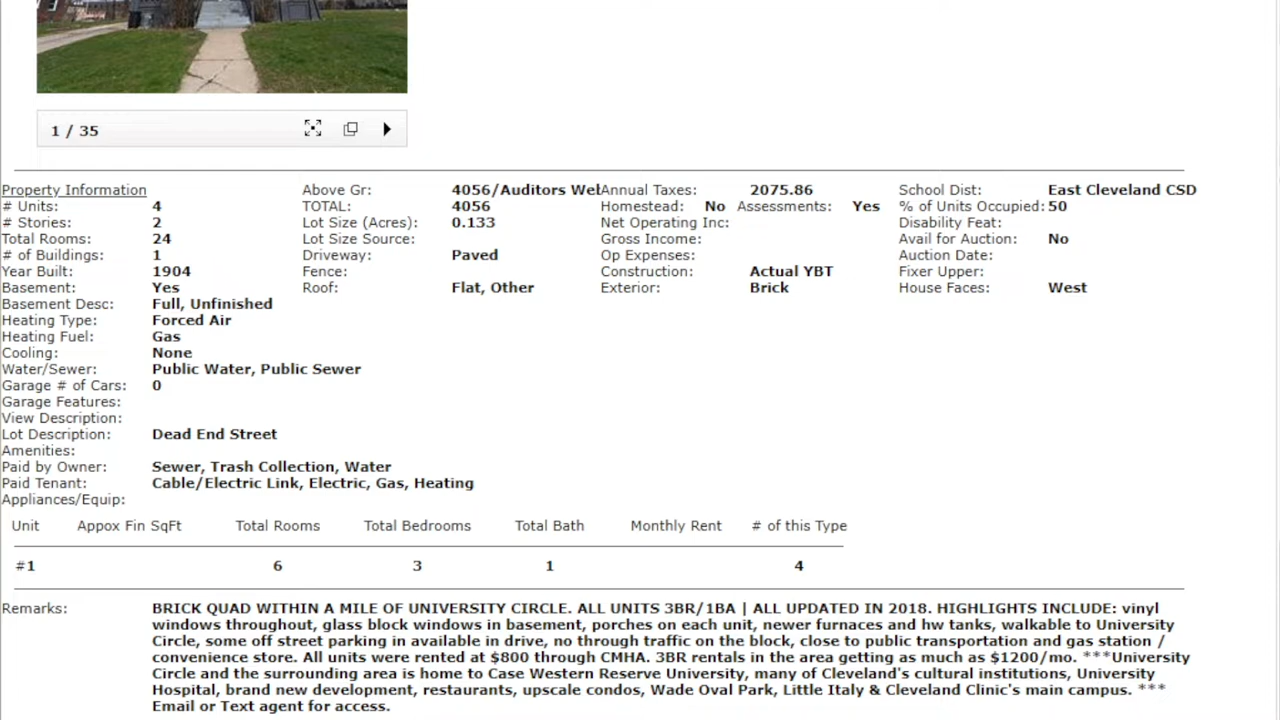 1 / 35
Property Information Above Gr: 4056/Auditors Wel Annual Taxes: 2075.86 School Dist: East Cleveland CSD
# Units: 4 TOTAL: 4056 Homestead: No Assessments: Yes % of Units Occupied: 50
# Stories: 2 Lot Size (Acres): 0.133 Net Operating Inc: Disability Feat:
Total Rooms: 24 Lot Size Source: Gross Income: Avail for Auction: No
# of Buildings: 1 Driveway: Paved Op Expenses: Auction Date:
Year Built: 1904 Fence: Construction: Actual YBT Fixer Upper:
Basement: Yes Roof: Flat, Other Exterior: Brick House Faces: West
Basement Desc: Full, Unfinished
Heating Type: Forced Air
Heating Fuel: Gas
Cooling: None
Water/Sewer: Public Water, Public Sewer
Garage # of Cars: 0
Garage Features:
View Description:
Lot Description: Dead End Street
Amenities:
Paid by Owner: Sewer, Trash Collection, Water
Paid Tenant: Cable/Electric Link, Electric, Gas, Heating
Appliances/Equip:
Unit Appox Fin SqFt Total Rooms Total Bedrooms Total Bath Monthly Rent # of this Type
#1 6 3 1 4
Remarks: BRICK QUAD WITHIN A MILE OF UNIVERSITY CIRCLE. ALL UNITS 3BR/1BA | ALL UPDATED IN 2018. HIGHLIGHTS INCLUDE: vinyl
windows throughout, glass block windows in basement, porches on each unit, newer furnaces and hw tanks, walkable to University
Circle, some off street parking in available in drive, no through traffic on the block, close to public transportation and gas station /
convenience store. All units were rented at $800 through CMHA. 3BR rentals in the area getting as much as $1200/mo. ***University
Circle and the surrounding area is home to Case Western Reserve University, many of Cleveland's cultural institutions, University
Hospital, brand new development, restaurants, upscale condos, Wade Oval Park, Little Italy & Cleveland Clinic's main campus. ***
Email or Text agent for access.